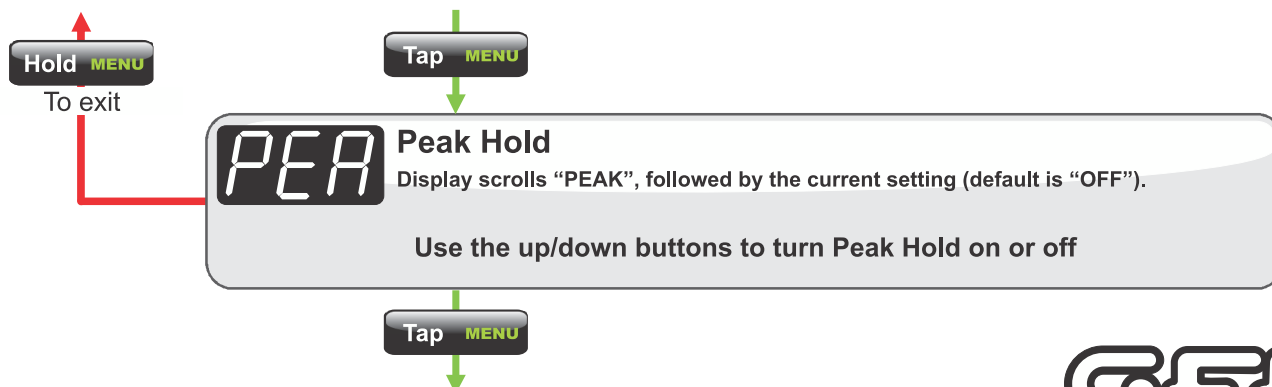 Hold MENU
To exit
Tap MENU
PEA
Peak Hold
Display scrolls “PEAK”, followed by the current setting (default is “OFF”).
Use the up/down buttons to turn Peak Hold on or off
Tap MENU